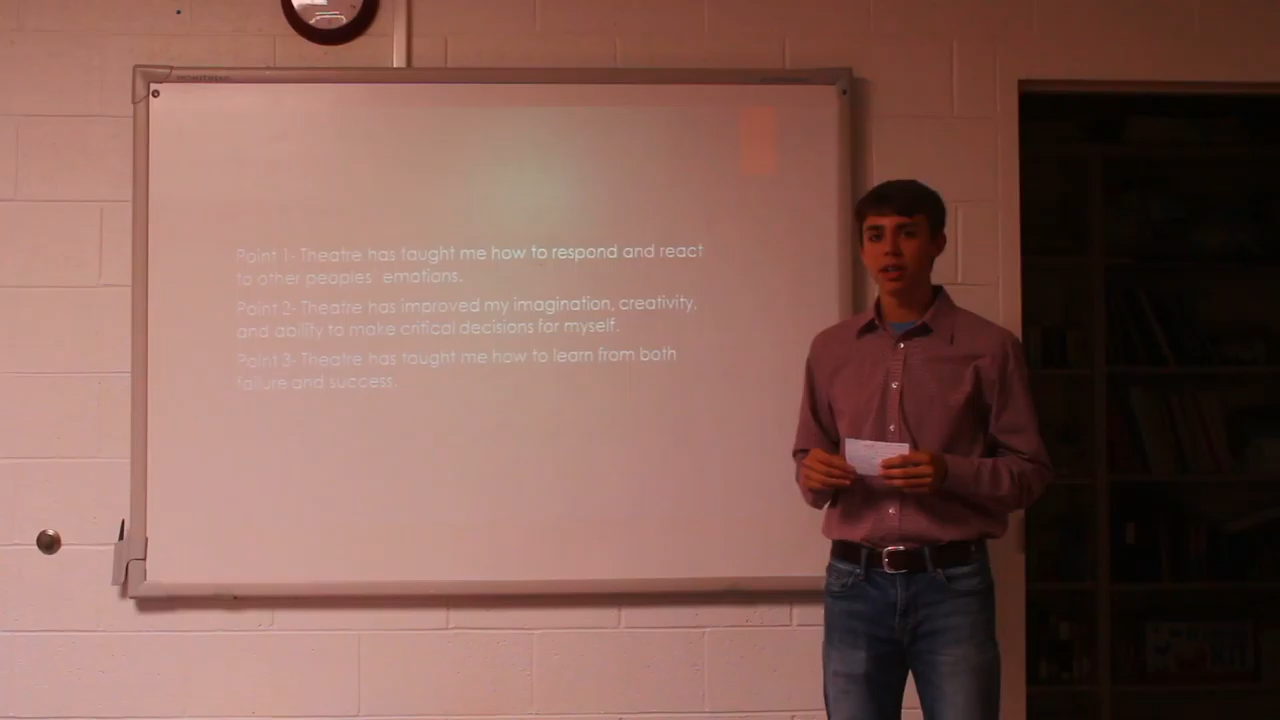 Point 1- Theatre has taught me how to respond and react
to other peoples' emotions.
Point 2- Theatre has improved my imagination, creativity,
and ability to make critical decisions for myself.
Point 3- Theatre has taught me how to learn from both
failure and success.